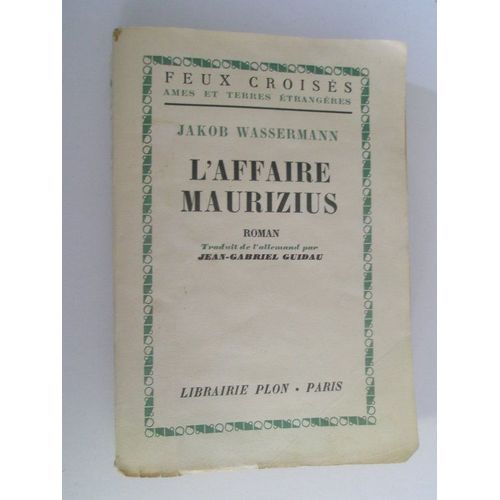 FEUX CROISÉS
AMES ET TERRES ÉTRANGÈRES
JAKOB WASSERMANN
L'AFFAIRE
MAURIZIUS
ROMAN
Traduit de l'allemand par
JEAN-GABRIEL GUIDAU
LIBRAIRIE PLON • PARIS